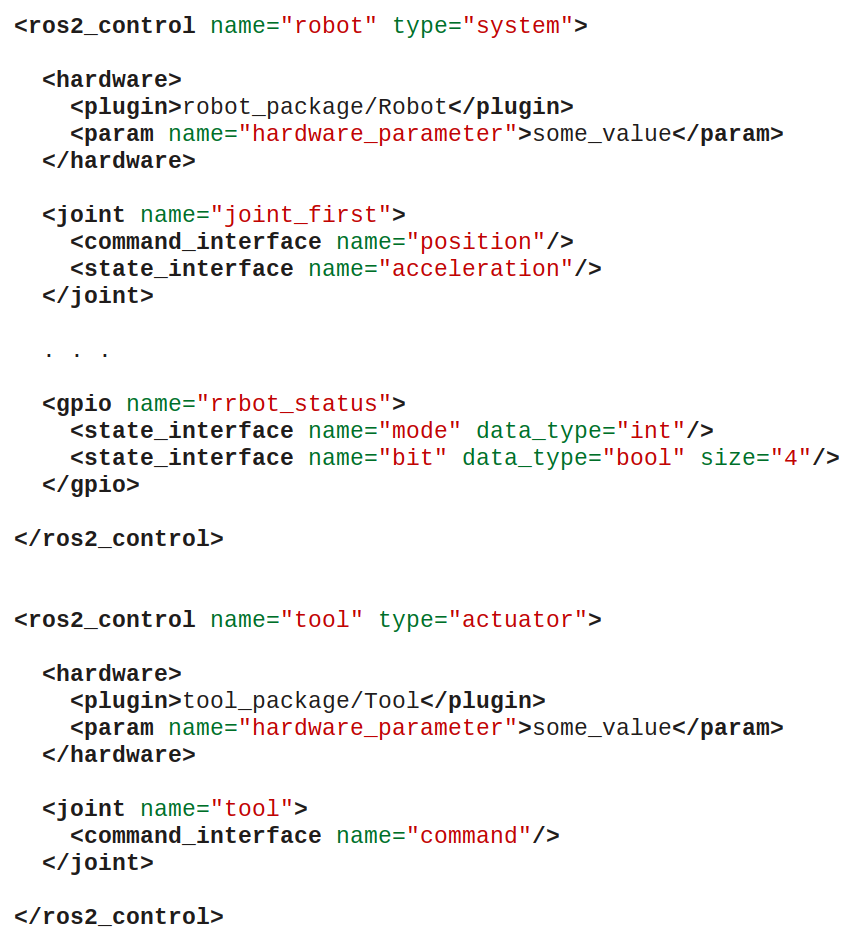 <ros2_control name="robot" type="system">
<hardware>
<plugin>robot_package/Robot</plugin>
<param name="hardware_parameter">some_value</param>
</hardware>
<joint name="joint_first">
<command_interface name="position"/>
<state_interface name="acceleration"/>
</joint>
. . .
<gpio name="rrbot_status">
<state_interface name="mode" data_type="int"/>
<state_interface name="bit" data_type="bool" size="4"/>
</gpio>
</ros2_control>
<ros2_control name="tool" type="actuator">
<hardware>
<plugin>tool_package/Tool</plugin>
<param name="hardware_parameter">some_value</param>
</hardware>
<joint name="tool">
<command_interface name="command"/>
</joint>
</ros2_control>